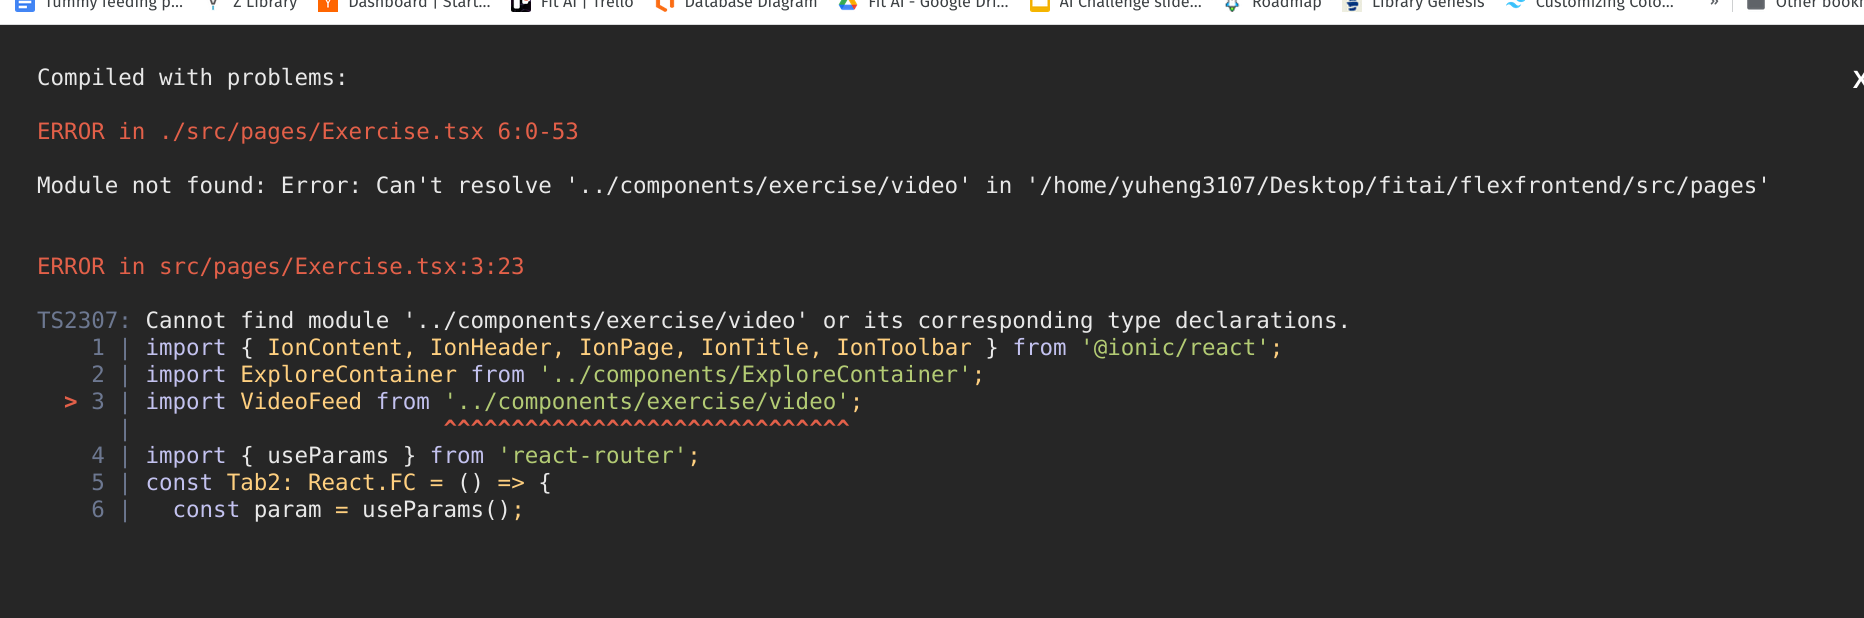 Tummy feeding p... Z Library Dashboard | Start... Fit AI | Trello Database Diagram Fit AI - Google Dri... AI Challenge slide... Roadmap Library Genesis Customizing Colo... » Other bookm
Compiled with problems:
X
ERROR in ./src/pages/Exercise.tsx 6:0-53
Module not found: Error: Can't resolve '../components/exercise/video' in '/home/yuheng3107/Desktop/fitai/flexfrontend/src/pages'
ERROR in src/pages/Exercise.tsx:3:23
TS2307: Cannot find module '../components/exercise/video' or its corresponding type declarations.
1 | import { IonContent, IonHeader, IonPage, IonTitle, IonToolbar } from '@ionic/react';
2 | import ExploreContainer from '../components/ExploreContainer';
> 3 | import VideoFeed from '../components/exercise/video';
| ^^^^^^^^^^^^^^^^^^^^^^^^^^^^^^
4 | import { useParams } from 'react-router';
5 | const Tab2: React.FC = () => {
6 | const param = useParams();